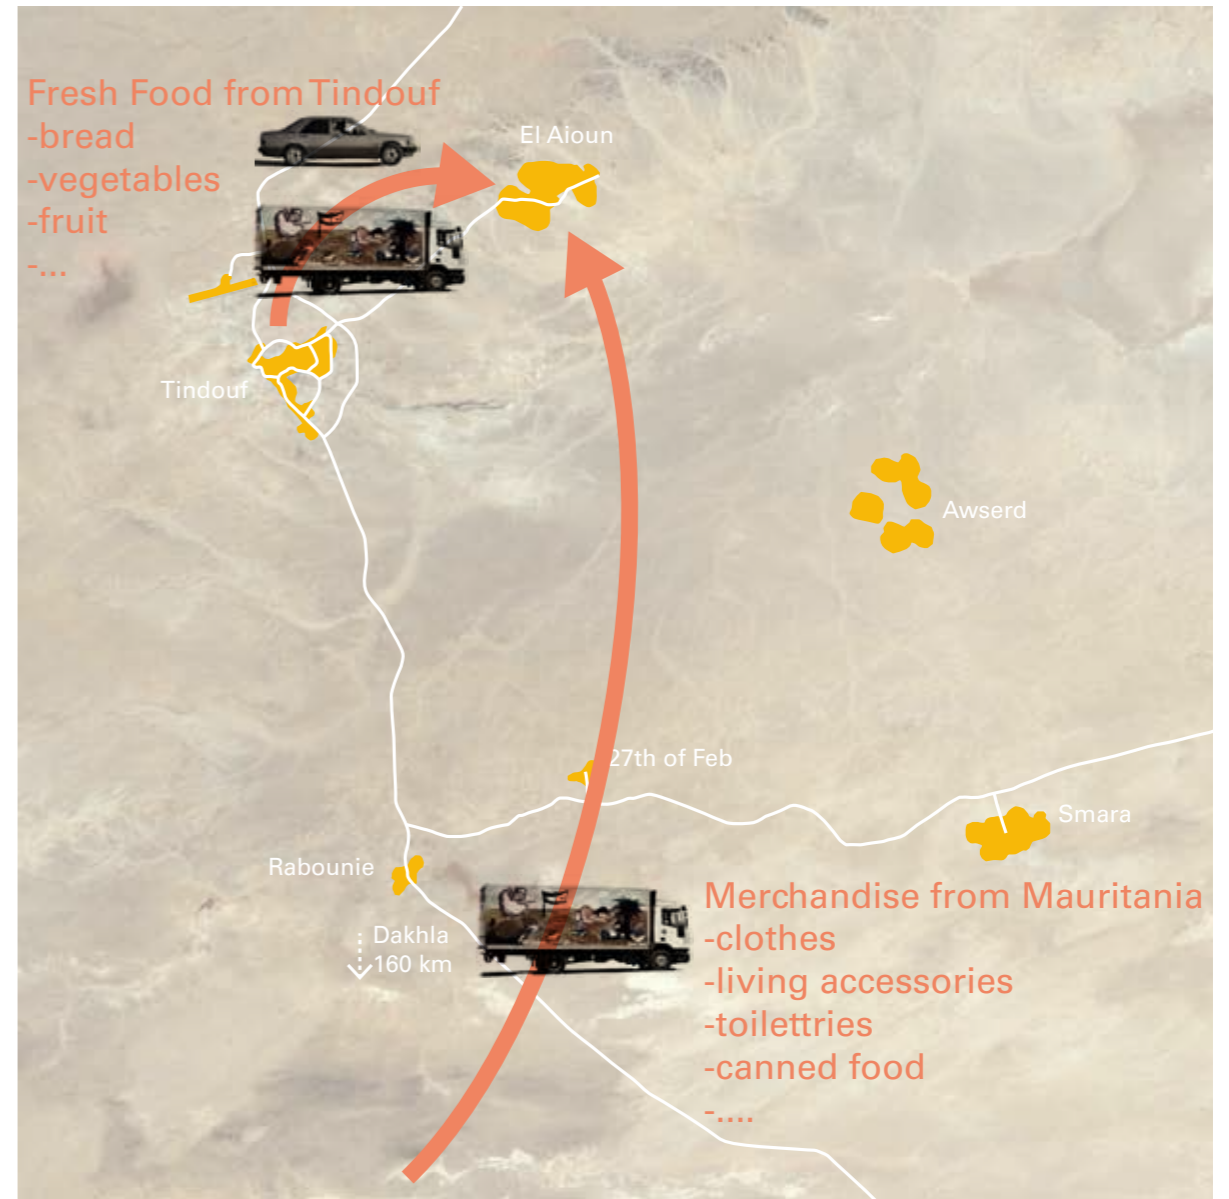 Fresh Food from Tindouf
-bread
-vegetables
-fruit
-...
El Aioun
Tindouf
Awserd
27th of Feb
Smara
Rabounie
Dakhla
160 km
Merchandise from Mauritania
-clothes
-living accessories
-toilettries
-canned food
-....